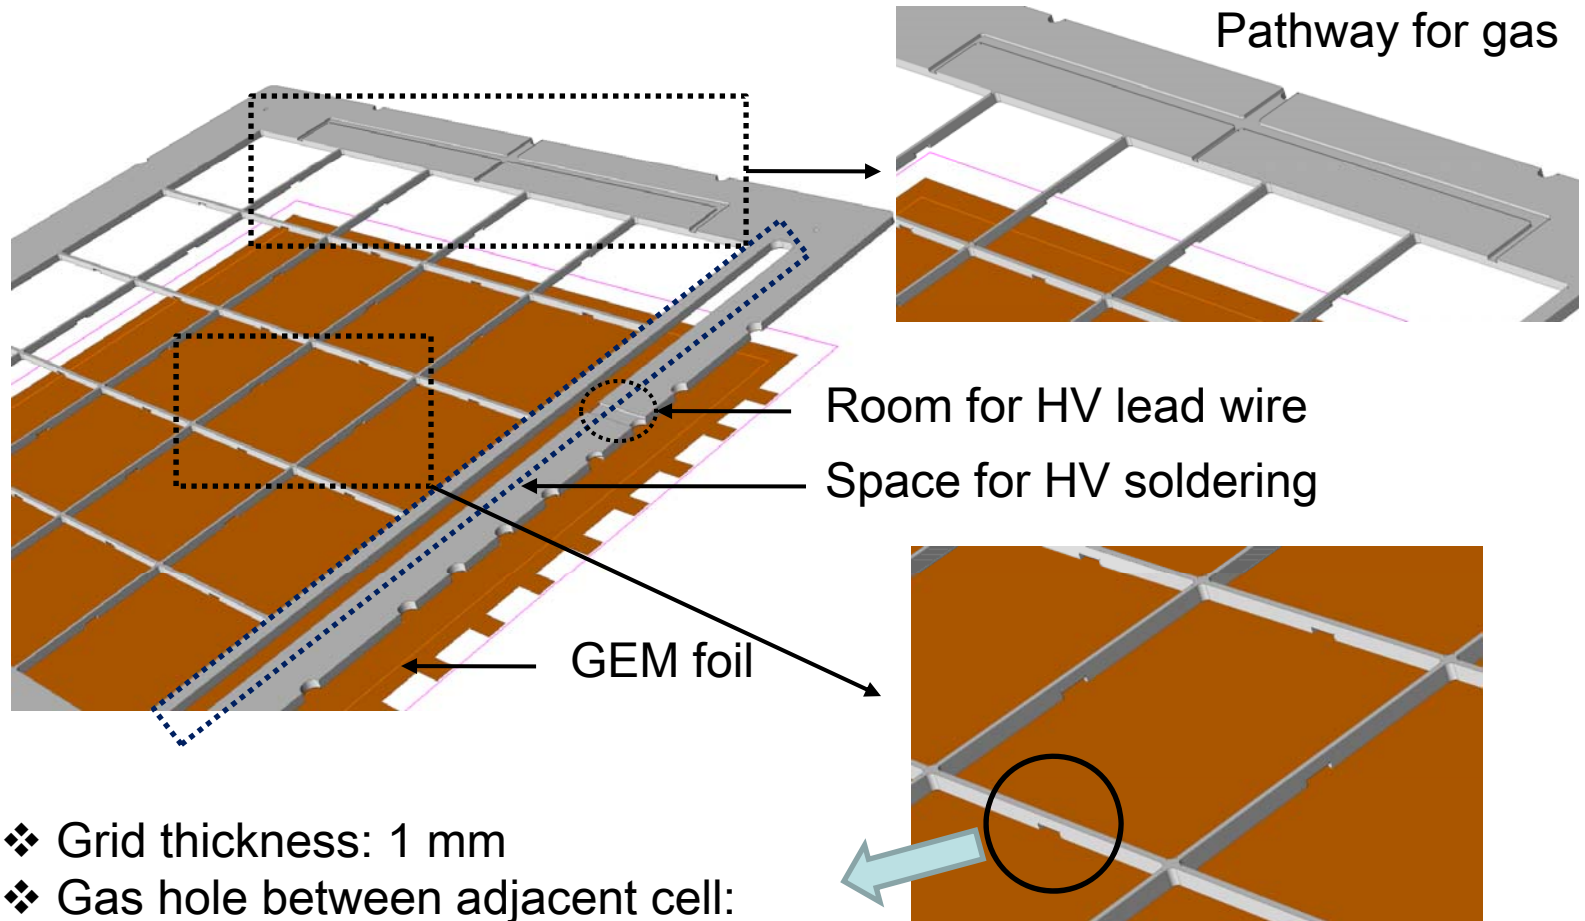 Pathway for gas
Room for HV lead wire
Space for HV soldering
GEM foil
❖ Grid thickness: 1 mm
❖ Gas hole between adjacent cell: